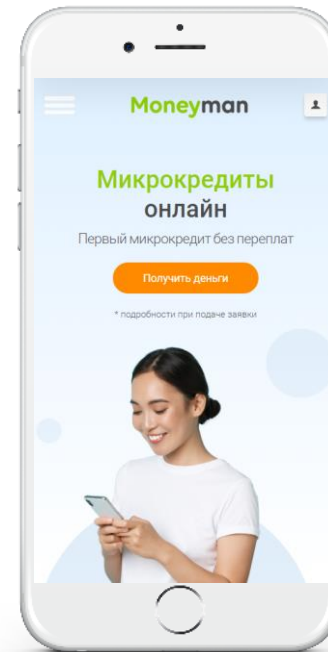 Moneyman
Микрокредиты
онлайн
Первый микрокредит без переплат
Получить деньги
* подробности при подаче заявки